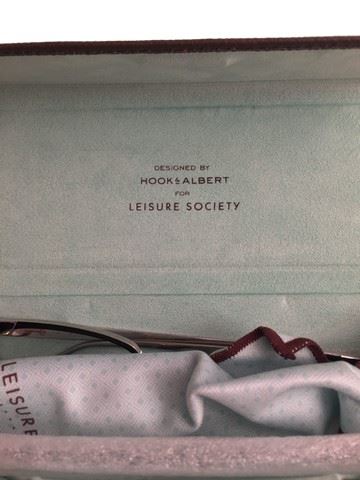 DESIGNED BY
HOOK & ALBERT
FOR
LEISURE SOCIETY
LEISURE